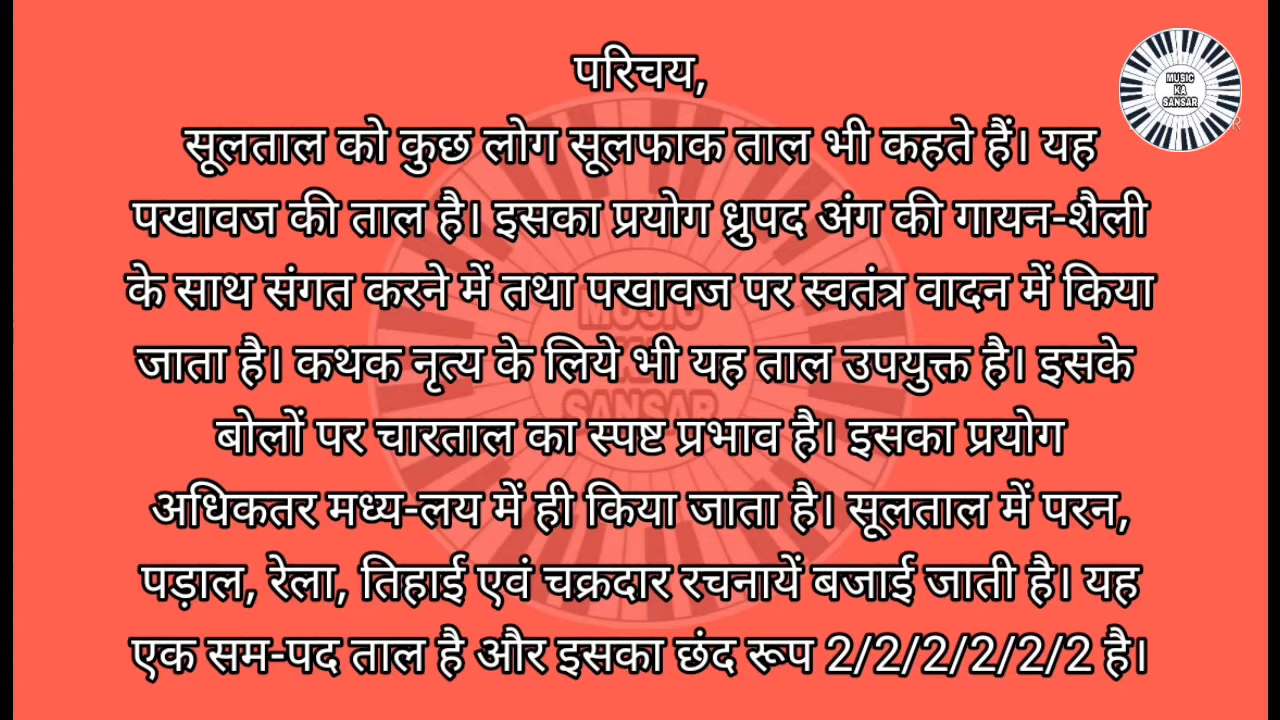 परिचय,
सूलताल को कुछ लोग सूलफाक ताल भी कहते हैं। यह
पखावज की ताल है। इसका प्रयोग ध्रुपद अंग की गायन-शैली
के साथ संगत करने में तथा पखावज पर स्वतंत्र वादन में किया
जाता है। कथक नृत्य के लिये भी यह ताल उपयुक्त है। इसके
बोलों पर चारताल का स्पष्ट प्रभाव है। इसका प्रयोग
अधिकतर मध्य-लय में ही किया जाता है। सूलताल में परन,
पड़ाल, रेला, तिहाई एवं चक्रदार रचनायें बजाई जाती है। यह
एक सम-पद ताल है और इसका छंद रूप 2/2/2/2/2/2 है।
MUSIC
KA
SANSAR
MUSIC
KA
SANSAR